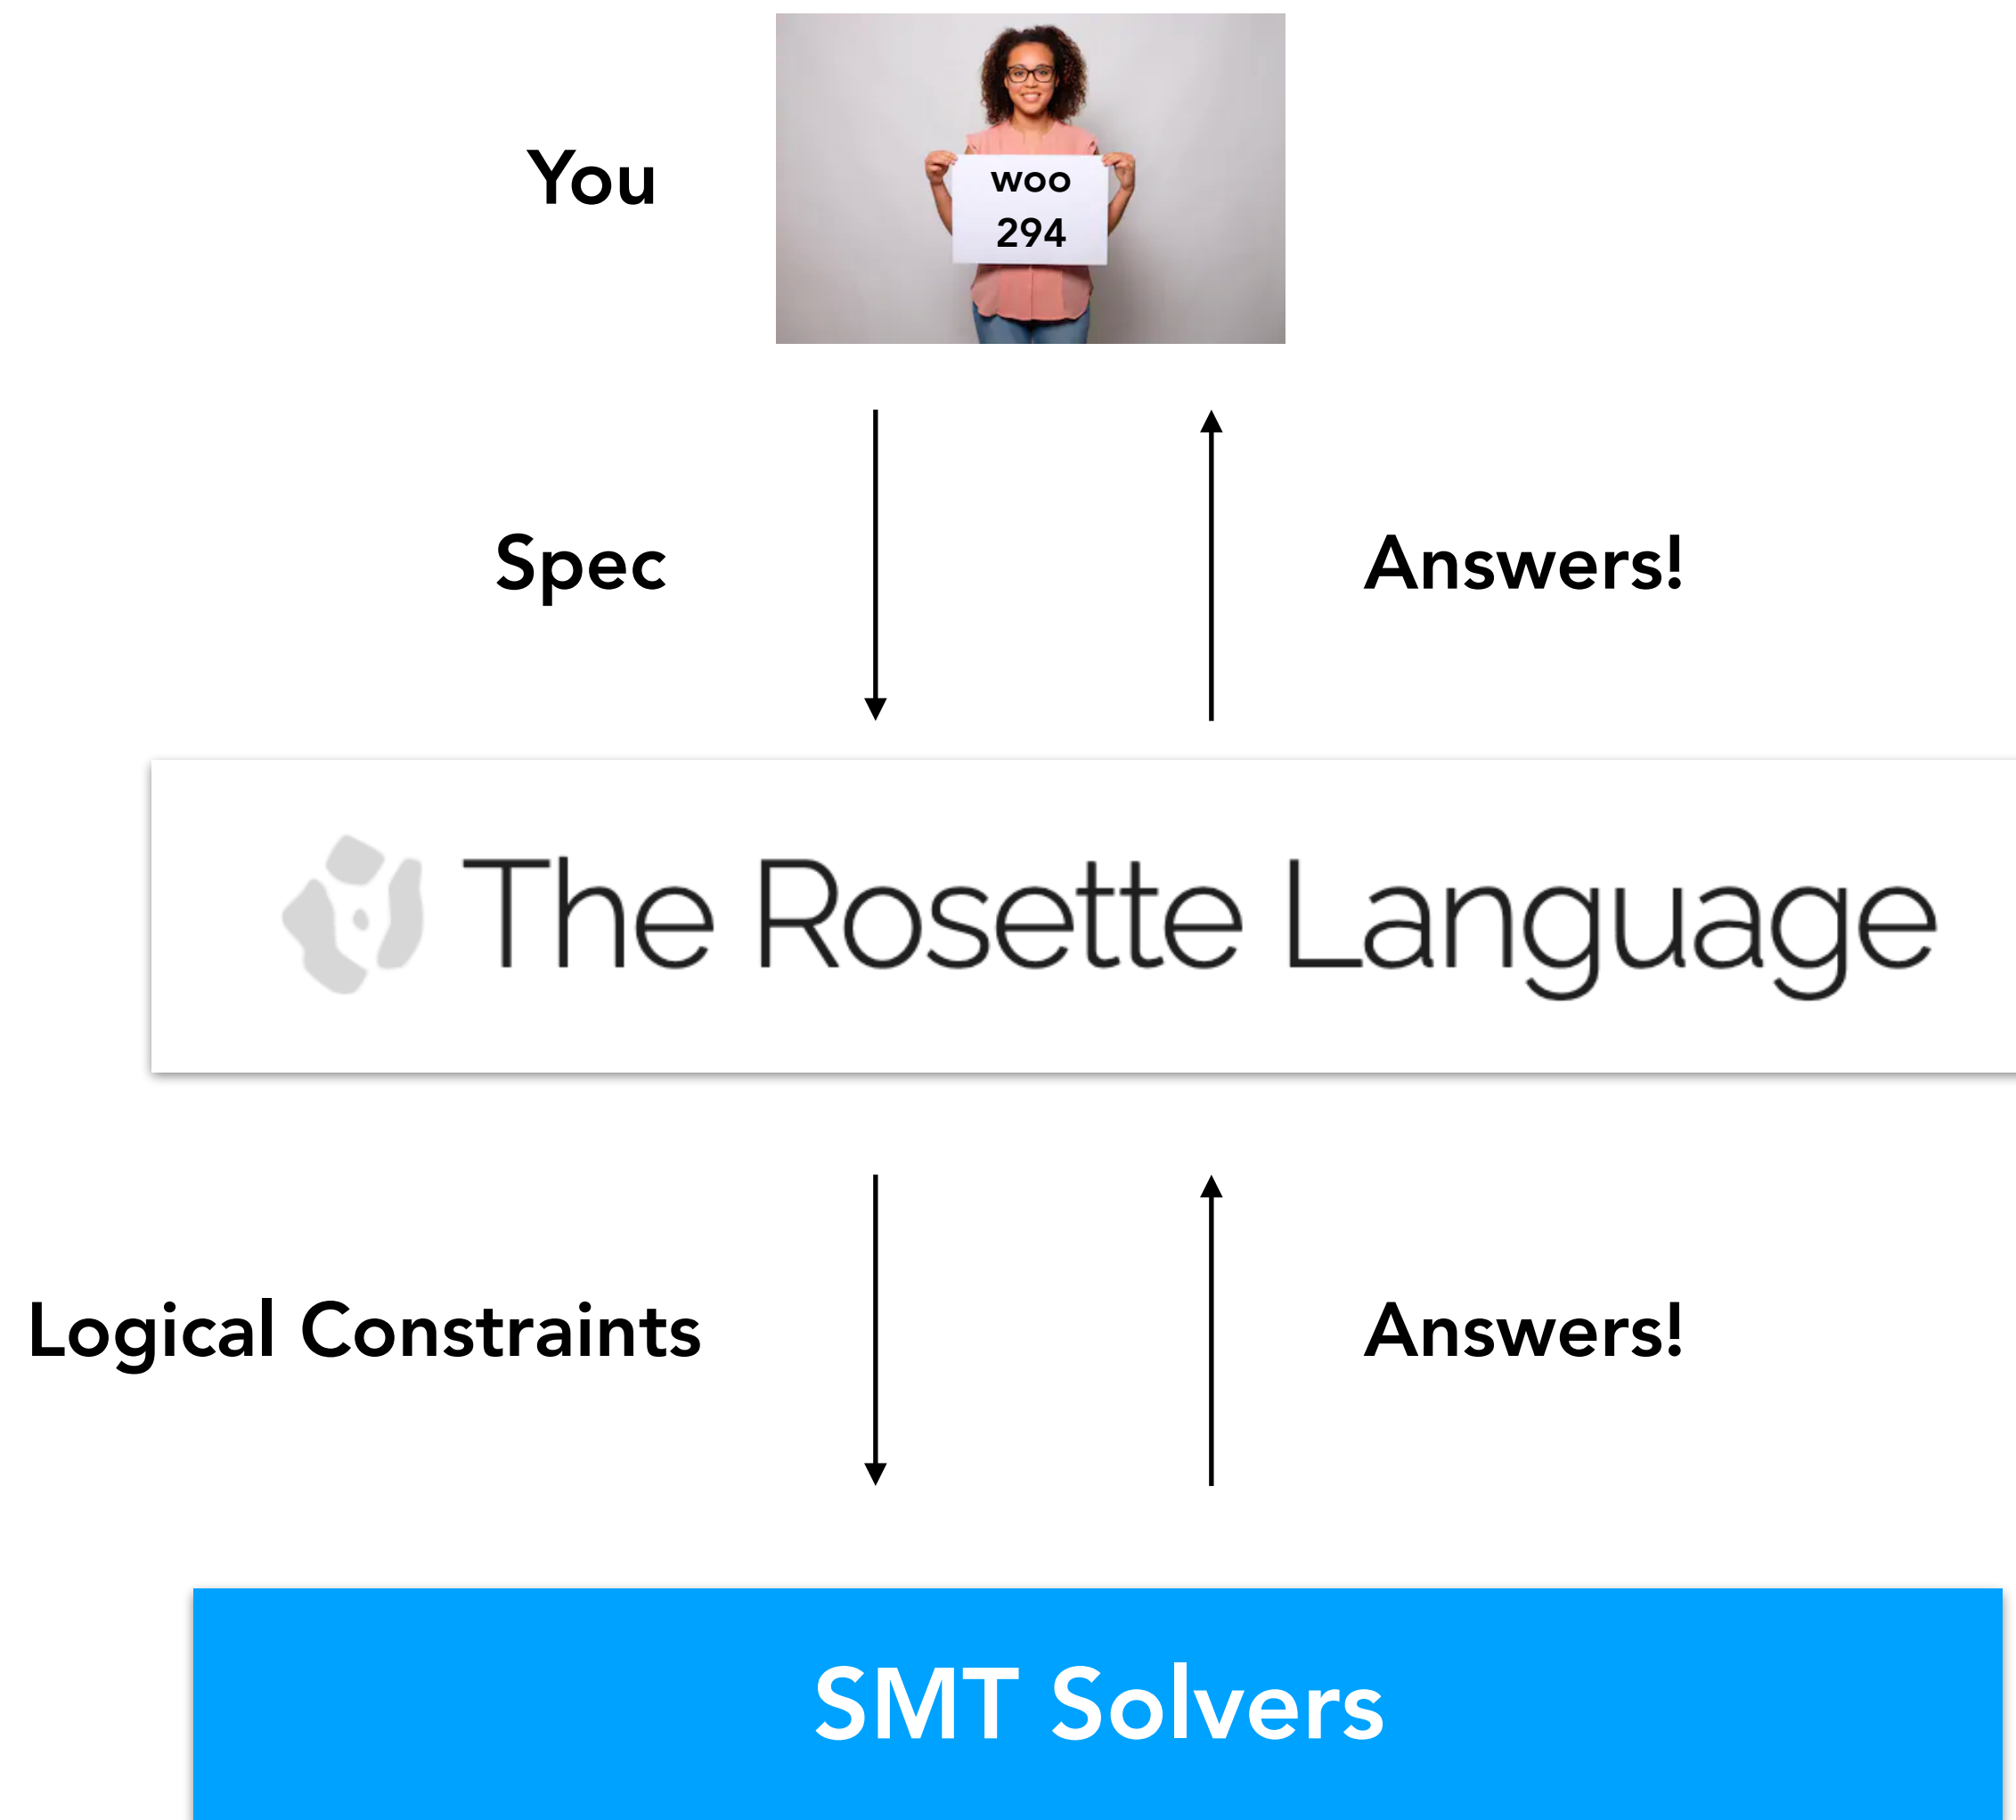 You
woo
294
Spec
Answers!
The Rosette Language
Logical Constraints
Answers!
SMT Solvers